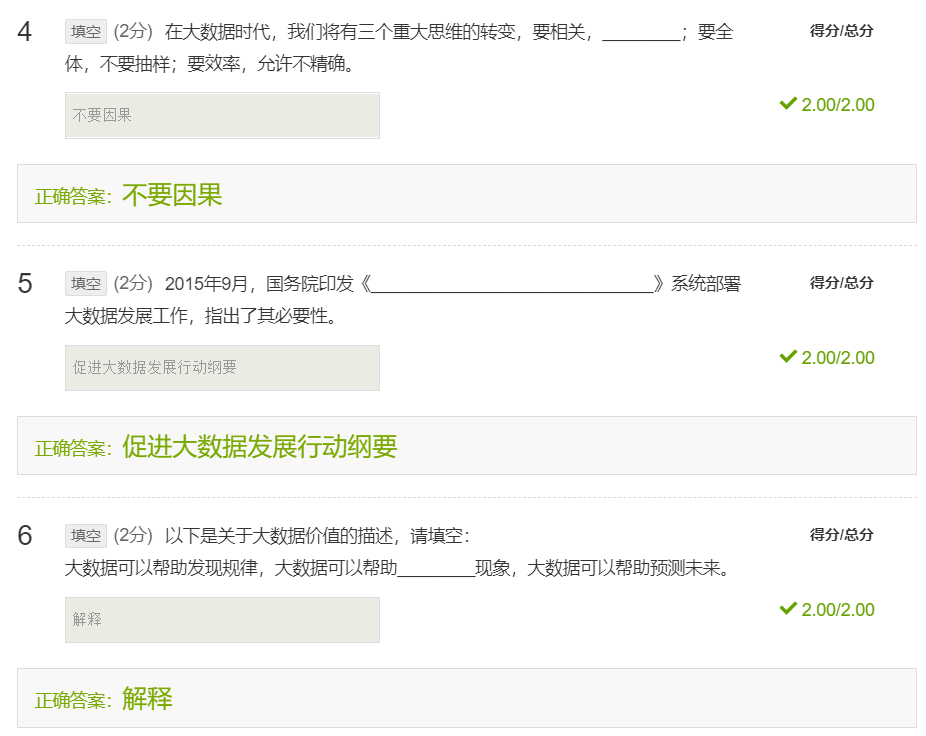 4 填空 (2分) 在大数据时代，我们将有三个重大思维的转变，要相关，________；要全 得分/总分
体，不要抽样；要效率，允许不精确。
不要因果 2.00/2.00
正确答案：不要因果
5 填空 (2分) 2015年9月，国务院印发《_____________________________》系统部署 得分/总分
大数据发展工作，指出了其必要性。
促进大数据发展行动纲要 2.00/2.00
正确答案：促进大数据发展行动纲要
6 填空 (2分) 以下是关于大数据价值的描述，请填空： 得分/总分
大数据可以帮助发现规律，大数据可以帮助________现象，大数据可以帮助预测未来。
解释 2.00/2.00
正确答案：解释